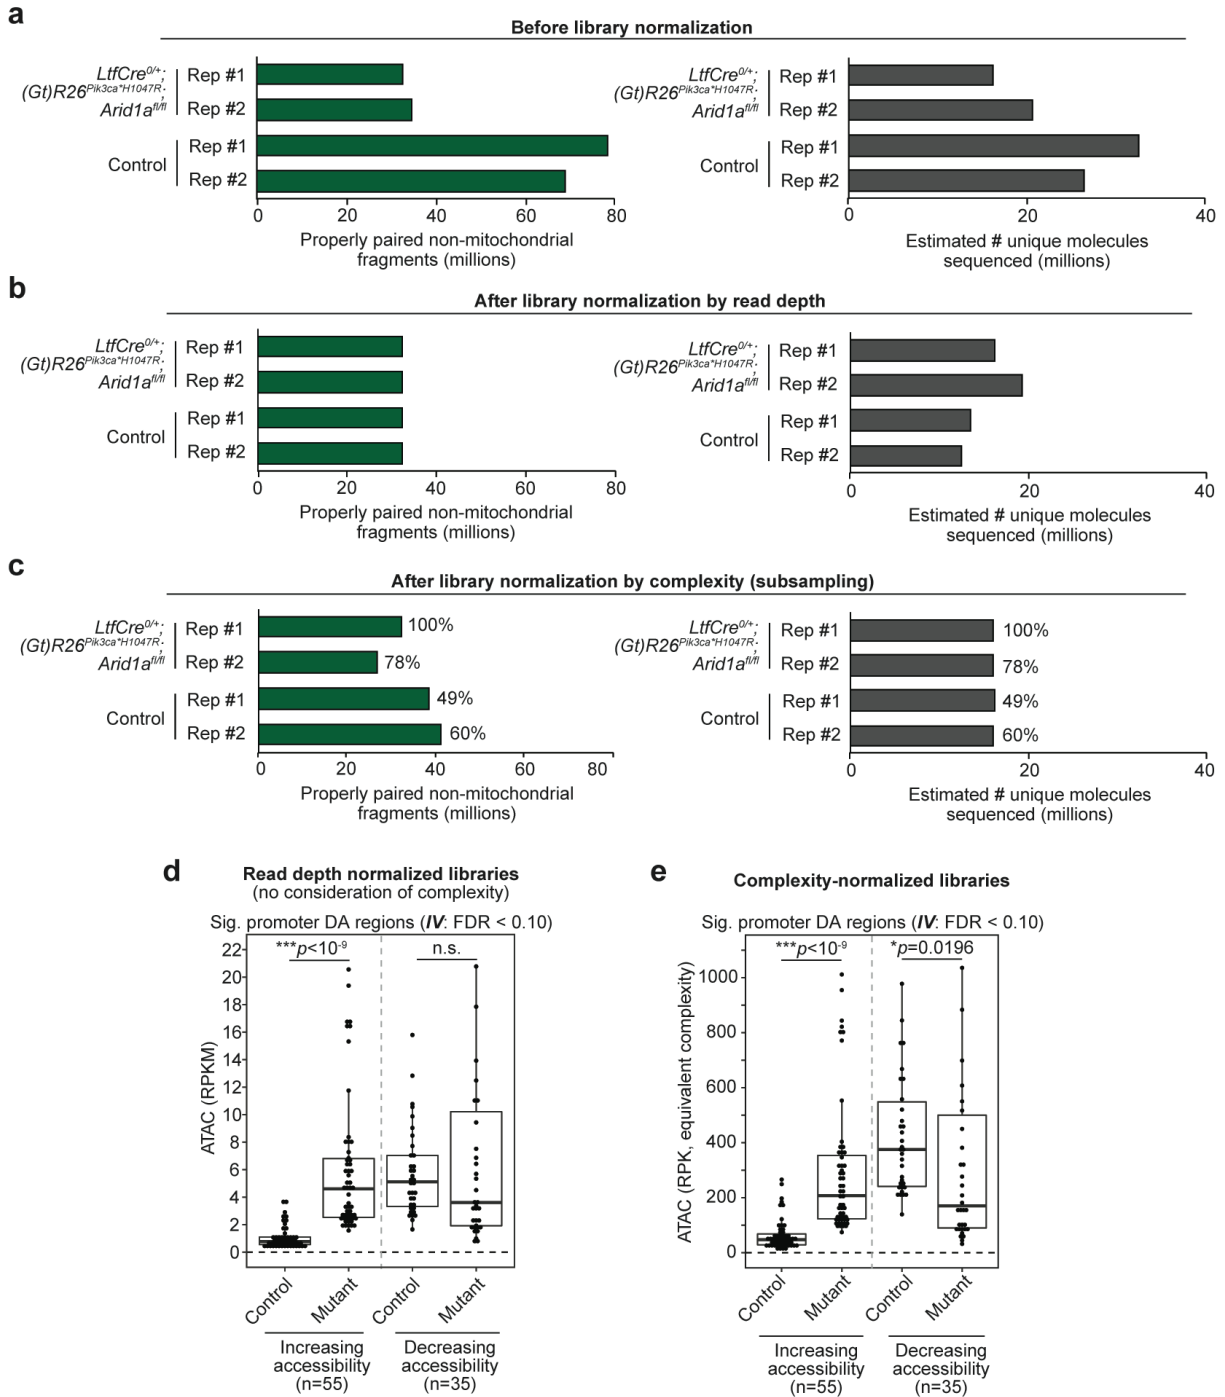 a
Before library normalization
LtfCre0/+;
(Gt)R26Pik3ca*H1047R;
Arid1afl/fl
Rep #1
Rep #2
Control
Rep #1
Rep #2
0 20 40 60 80
Properly paired non-mitochondrial
fragments (millions)
LtfCre0/+;
(Gt)R26Pik3ca*H1047R;
Arid1afl/fl
Rep #1
Rep #2
Control
Rep #1
Rep #2
0 20 40
Estimated # unique molecules
sequenced (millions)
b
After library normalization by read depth
LtfCre0/+;
(Gt)R26Pik3ca*H1047R;
Arid1afl/fl
Rep #1
Rep #2
Control
Rep #1
Rep #2
0 20 40 60 80
Properly paired non-mitochondrial
fragments (millions)
LtfCre0/+;
(Gt)R26Pik3ca*H1047R;
Arid1afl/fl
Rep #1
Rep #2
Control
Rep #1
Rep #2
0 20 40
Estimated # unique molecules
sequenced (millions)
c
After library normalization by complexity (subsampling)
LtfCre0/+;
(Gt)R26Pik3ca*H1047R;
Arid1afl/fl
Rep #1 100%
Rep #2 78%
Control
Rep #1 49%
Rep #2 60%
0 20 40 60 80
Properly paired non-mitochondrial
fragments (millions)
LtfCre0/+;
(Gt)R26Pik3ca*H1047R;
Arid1afl/fl
Rep #1 100%
Rep #2 78%
Control
Rep #1 49%
Rep #2 60%
0 20 40
Estimated # unique molecules
sequenced (millions)
d
Read depth normalized libraries
(no consideration of complexity)
Sig. promoter DA regions (IV: FDR < 0.10)
***p<10-9
n.s.
ATAC (RPKM)
22
20
18
16
14
12
10
8
6
4
2
0
Control Mutant Control Mutant
Increasing
accessibility
(n=55)
Decreasing
accessibility
(n=35)
e
Complexity-normalized libraries
Sig. promoter DA regions (IV: FDR < 0.10)
***p<10-9
*p=0.0196
ATAC (RPK, equivalent complexity)
1000
800
600
400
200
0
Control Mutant Control Mutant
Increasing
accessibility
(n=55)
Decreasing
accessibility
(n=35)